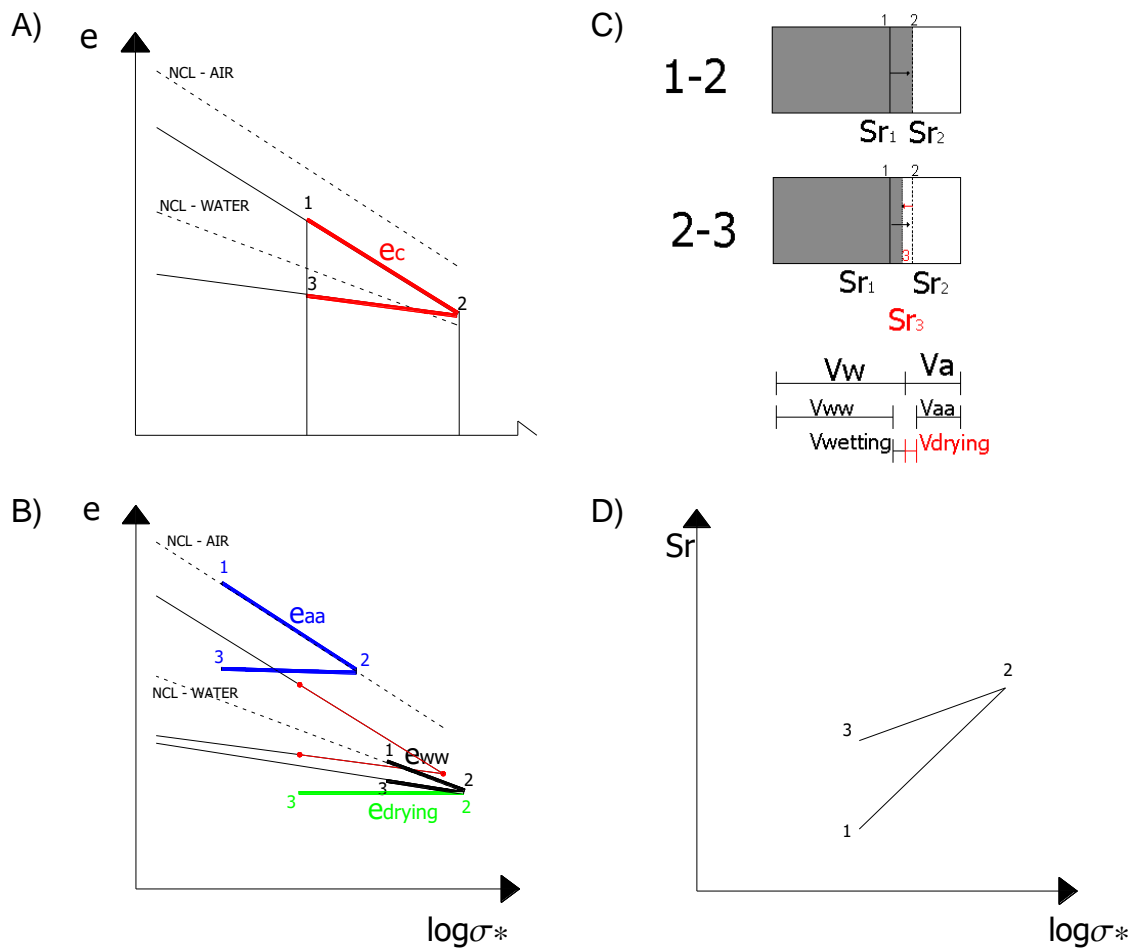 A)
e
NCL - AIR
NCL - WATER
1
ec
3
2
C)
1 2
1-2
Sr1 Sr2
1 2
2-3
3
Sr1 Sr2
Sr3
Vw Va
Vww Vaa
Vwetting Vdrying
B)
e
NCL - AIR
1
eaa
3
2
NCL - WATER
1
eww
2
3
3
edrying
2
logσ*
D)
Sr
2
3
1
logσ*